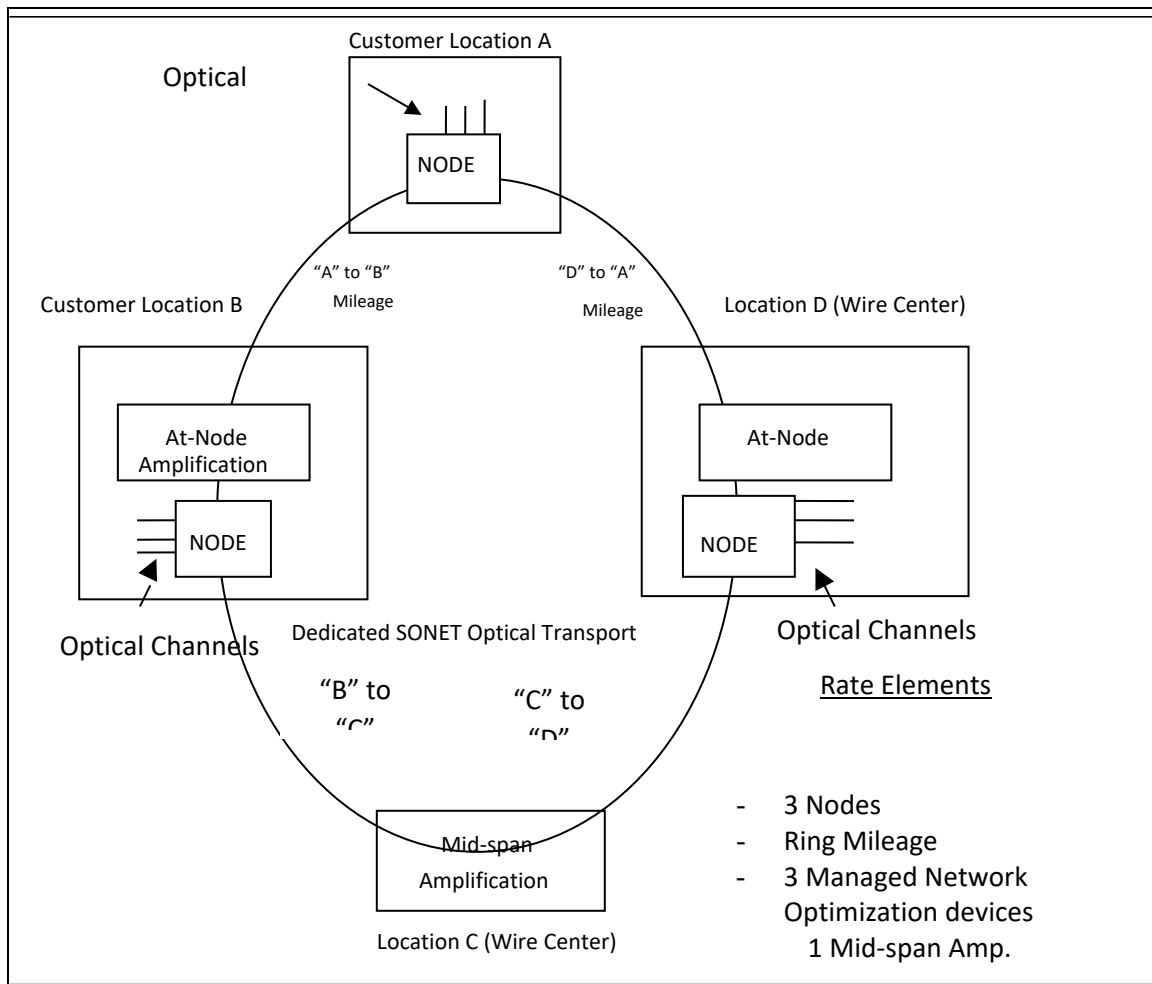 Customer Location A
Optical
NODE
“A” to “B”
Mileage
“D” to “A”
Mileage
Customer Location B
Location D (Wire Center)
At-Node
Amplification
At-Node
NODE
NODE
Optical Channels
Dedicated SONET Optical Transport
Optical Channels
“B” to
“C”
“C” to
“D”
Rate Elements
Mid-span
Amplification
Location C (Wire Center)
- 3 Nodes
- Ring Mileage
- 3 Managed Network
Optimization devices
1 Mid-span Amp.